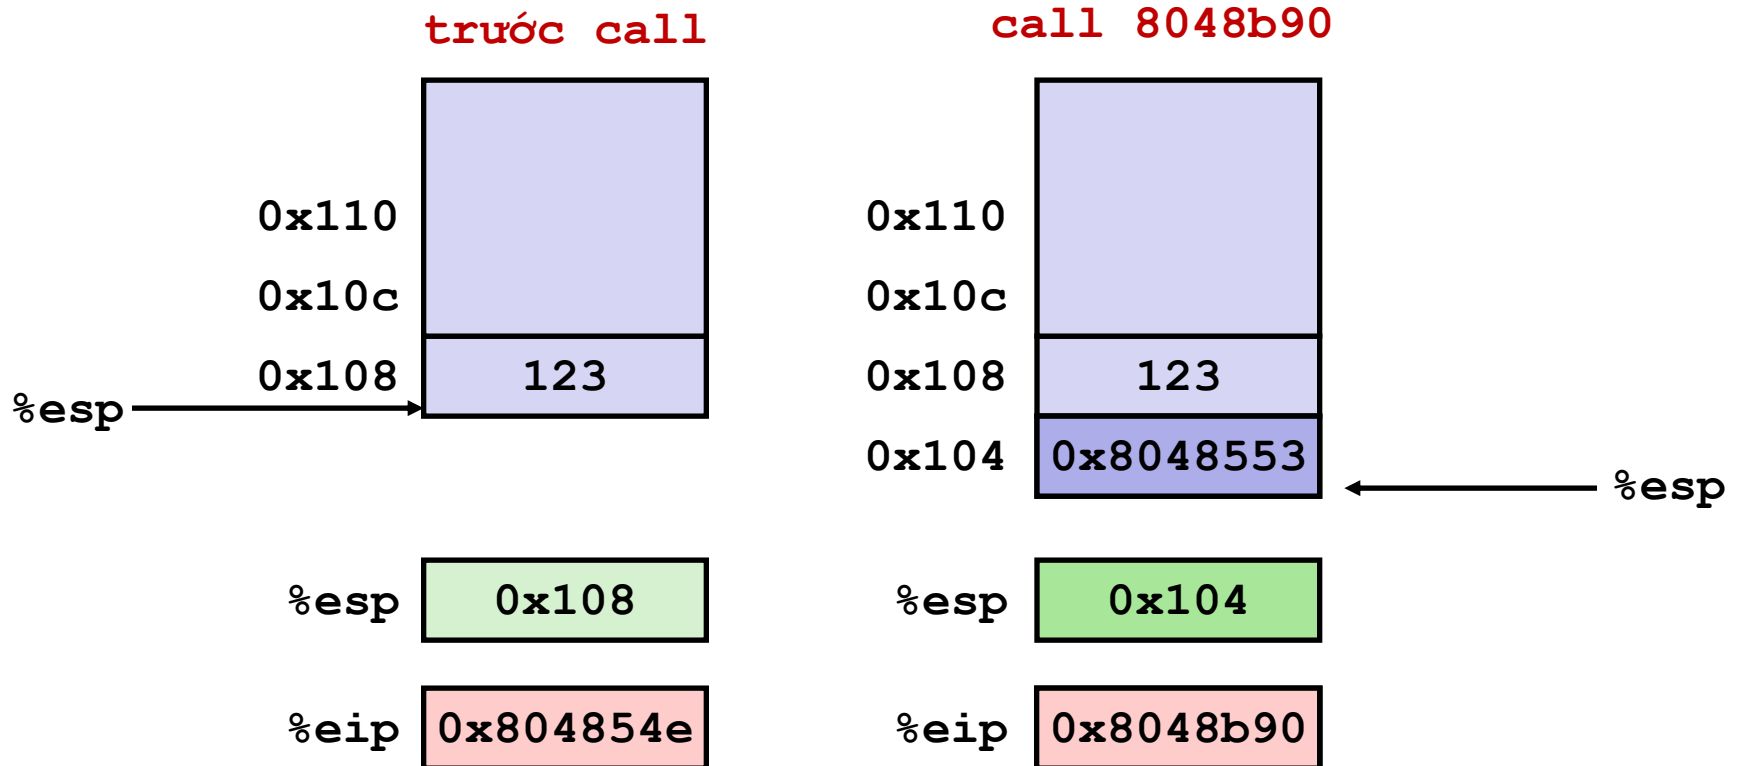 trước call
call 8048b90
0x110
0x110
0x10c
0x10c
0x108 123
0x108 123
%esp
0x104 0x8048553
%esp
%esp 0x108
%esp 0x104
%eip 0x804854e
%eip 0x8048b90